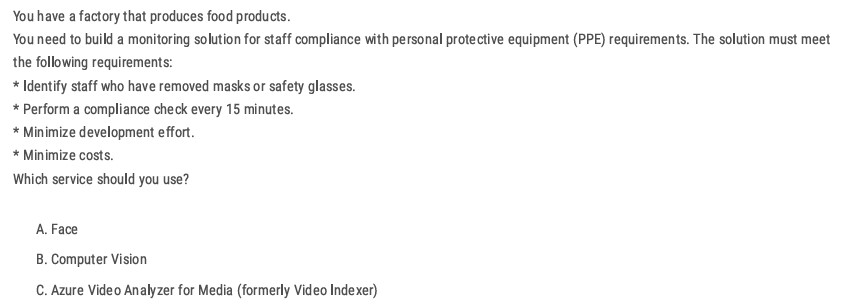 You have a factory that produces food products.
You need to build a monitoring solution for staff compliance with personal protective equipment (PPE) requirements. The solution must meet
the following requirements:
* Identify staff who have removed masks or safety glasses.
* Perform a compliance check every 15 minutes.
* Minimize development effort.
* Minimize costs.
Which service should you use?
A. Face
B. Computer Vision
C. Azure Video Analyzer for Media (formerly Video Indexer)